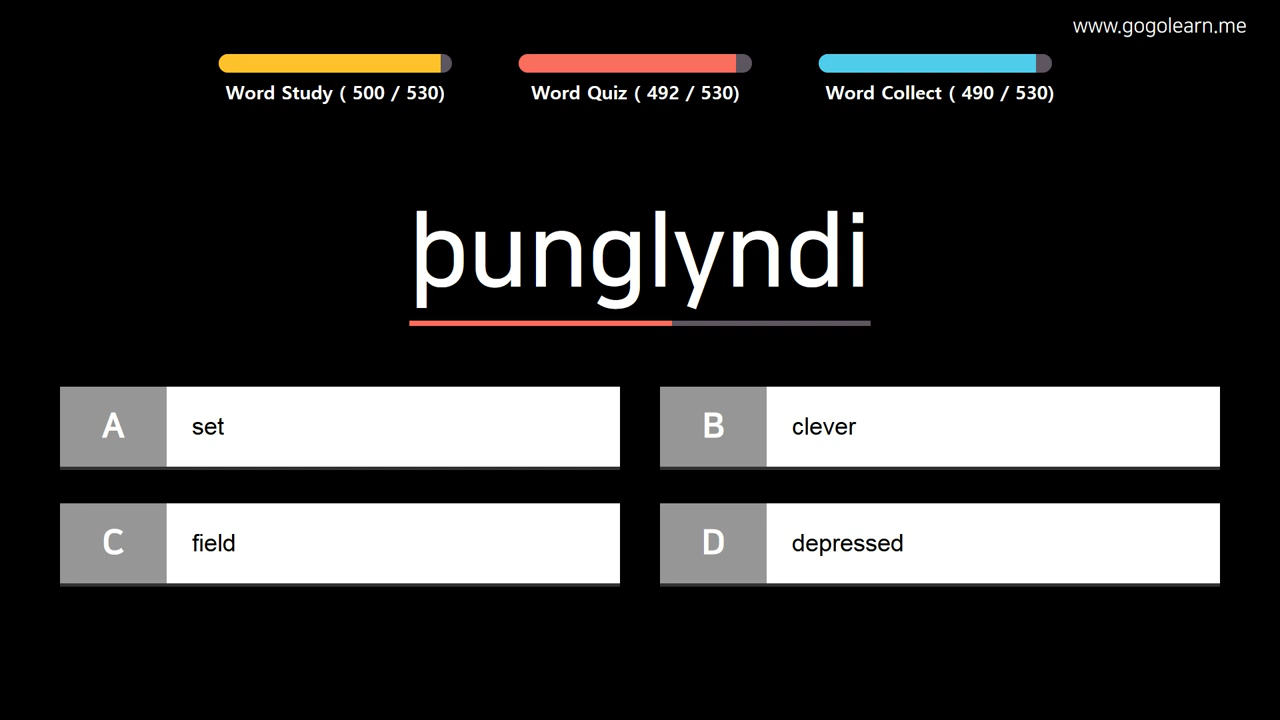 www.gogolearn.me
Word Study ( 500 / 530)
Word Quiz ( 492 / 530)
Word Collect ( 490 / 530)
þunglyndi
A set
B clever
C field
D depressed